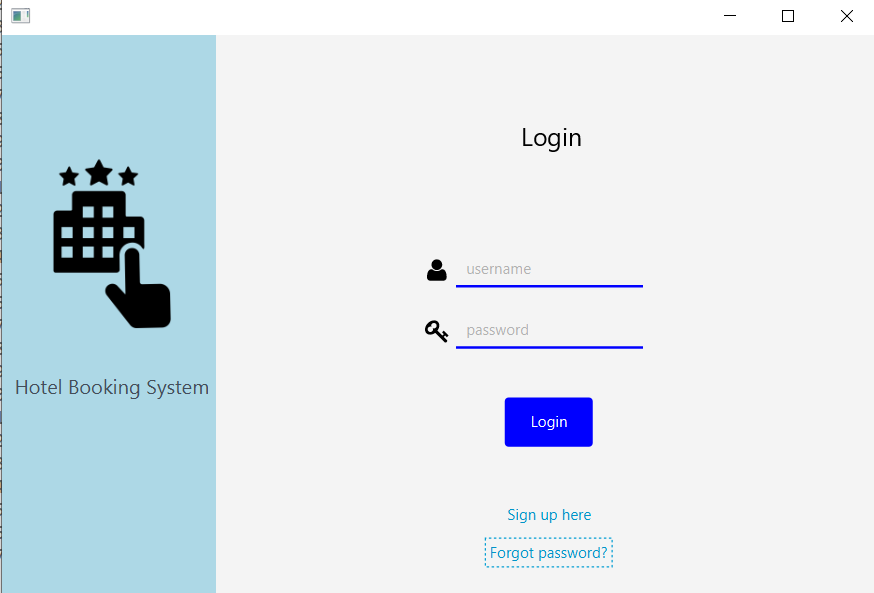 Login
username
password
Hotel Booking System
Login
Sign up here
Forgot password?